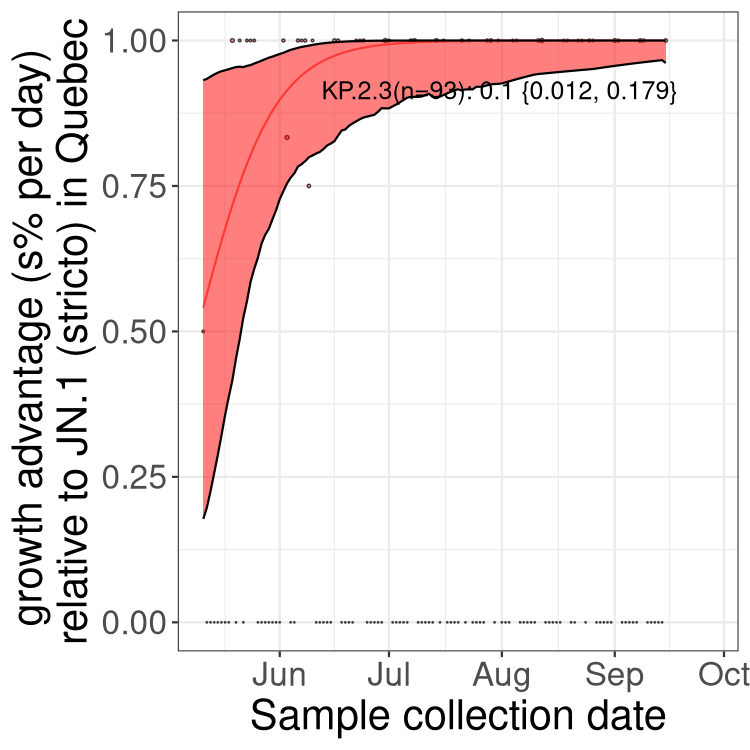 growth advantage (s% per day)
relative to JN.1 (stricto) in Quebec
1.00
0.75
0.50
0.25
0.00
KP.2.3(n=93): 0.1 {0.012, 0.179}
Jun Jul Aug Sep Oct
Sample collection date